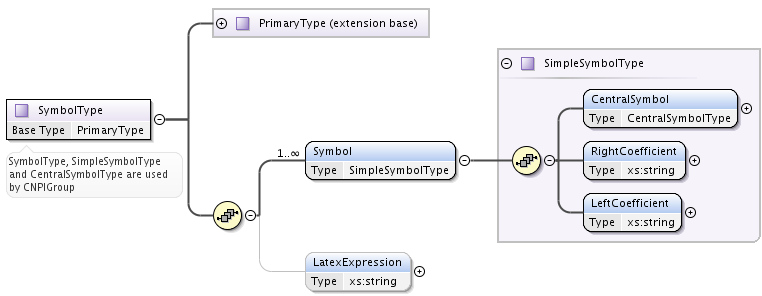 PrimaryType (extension base)
SimpleSymbolType
SymbolType
Base Type PrimaryType
SymbolType, SimpleSymbolType
and CentralSymbolType are used
by CNPIGroup
1..∞
Symbol
Type SimpleSymbolType
CentralSymbol
Type CentralSymbolType
RightCoefficient
Type xs:string
LeftCoefficient
Type xs:string
LatexExpression
Type xs:string